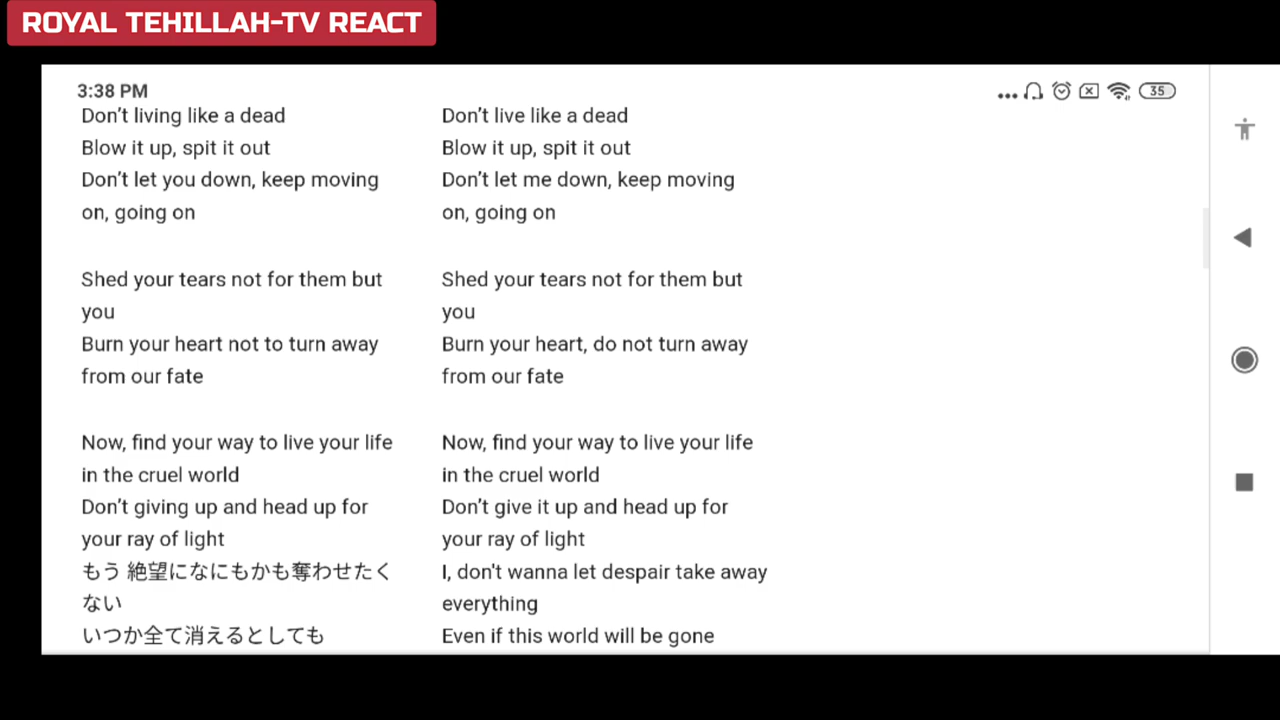 ROYAL TEHILLAH-TV REACT
3:38 PM
35
Don’t living like a dead
Blow it up, spit it out
Don’t let you down, keep moving
on, going on
Shed your tears not for them but
you
Burn your heart not to turn away
from our fate
Now, find your way to live your life
in the cruel world
Don’t giving up and head up for
your ray of light
もう 絶望になにもかも奪わせたく
ない
いつか全て消えるとしても
Don’t live like a dead
Blow it up, spit it out
Don’t let me down, keep moving
on, going on
Shed your tears not for them but
you
Burn your heart, do not turn away
from our fate
Now, find your way to live your life
in the cruel world
Don’t give it up and head up for
your ray of light
I, don't wanna let despair take away
everything
Even if this world will be gone